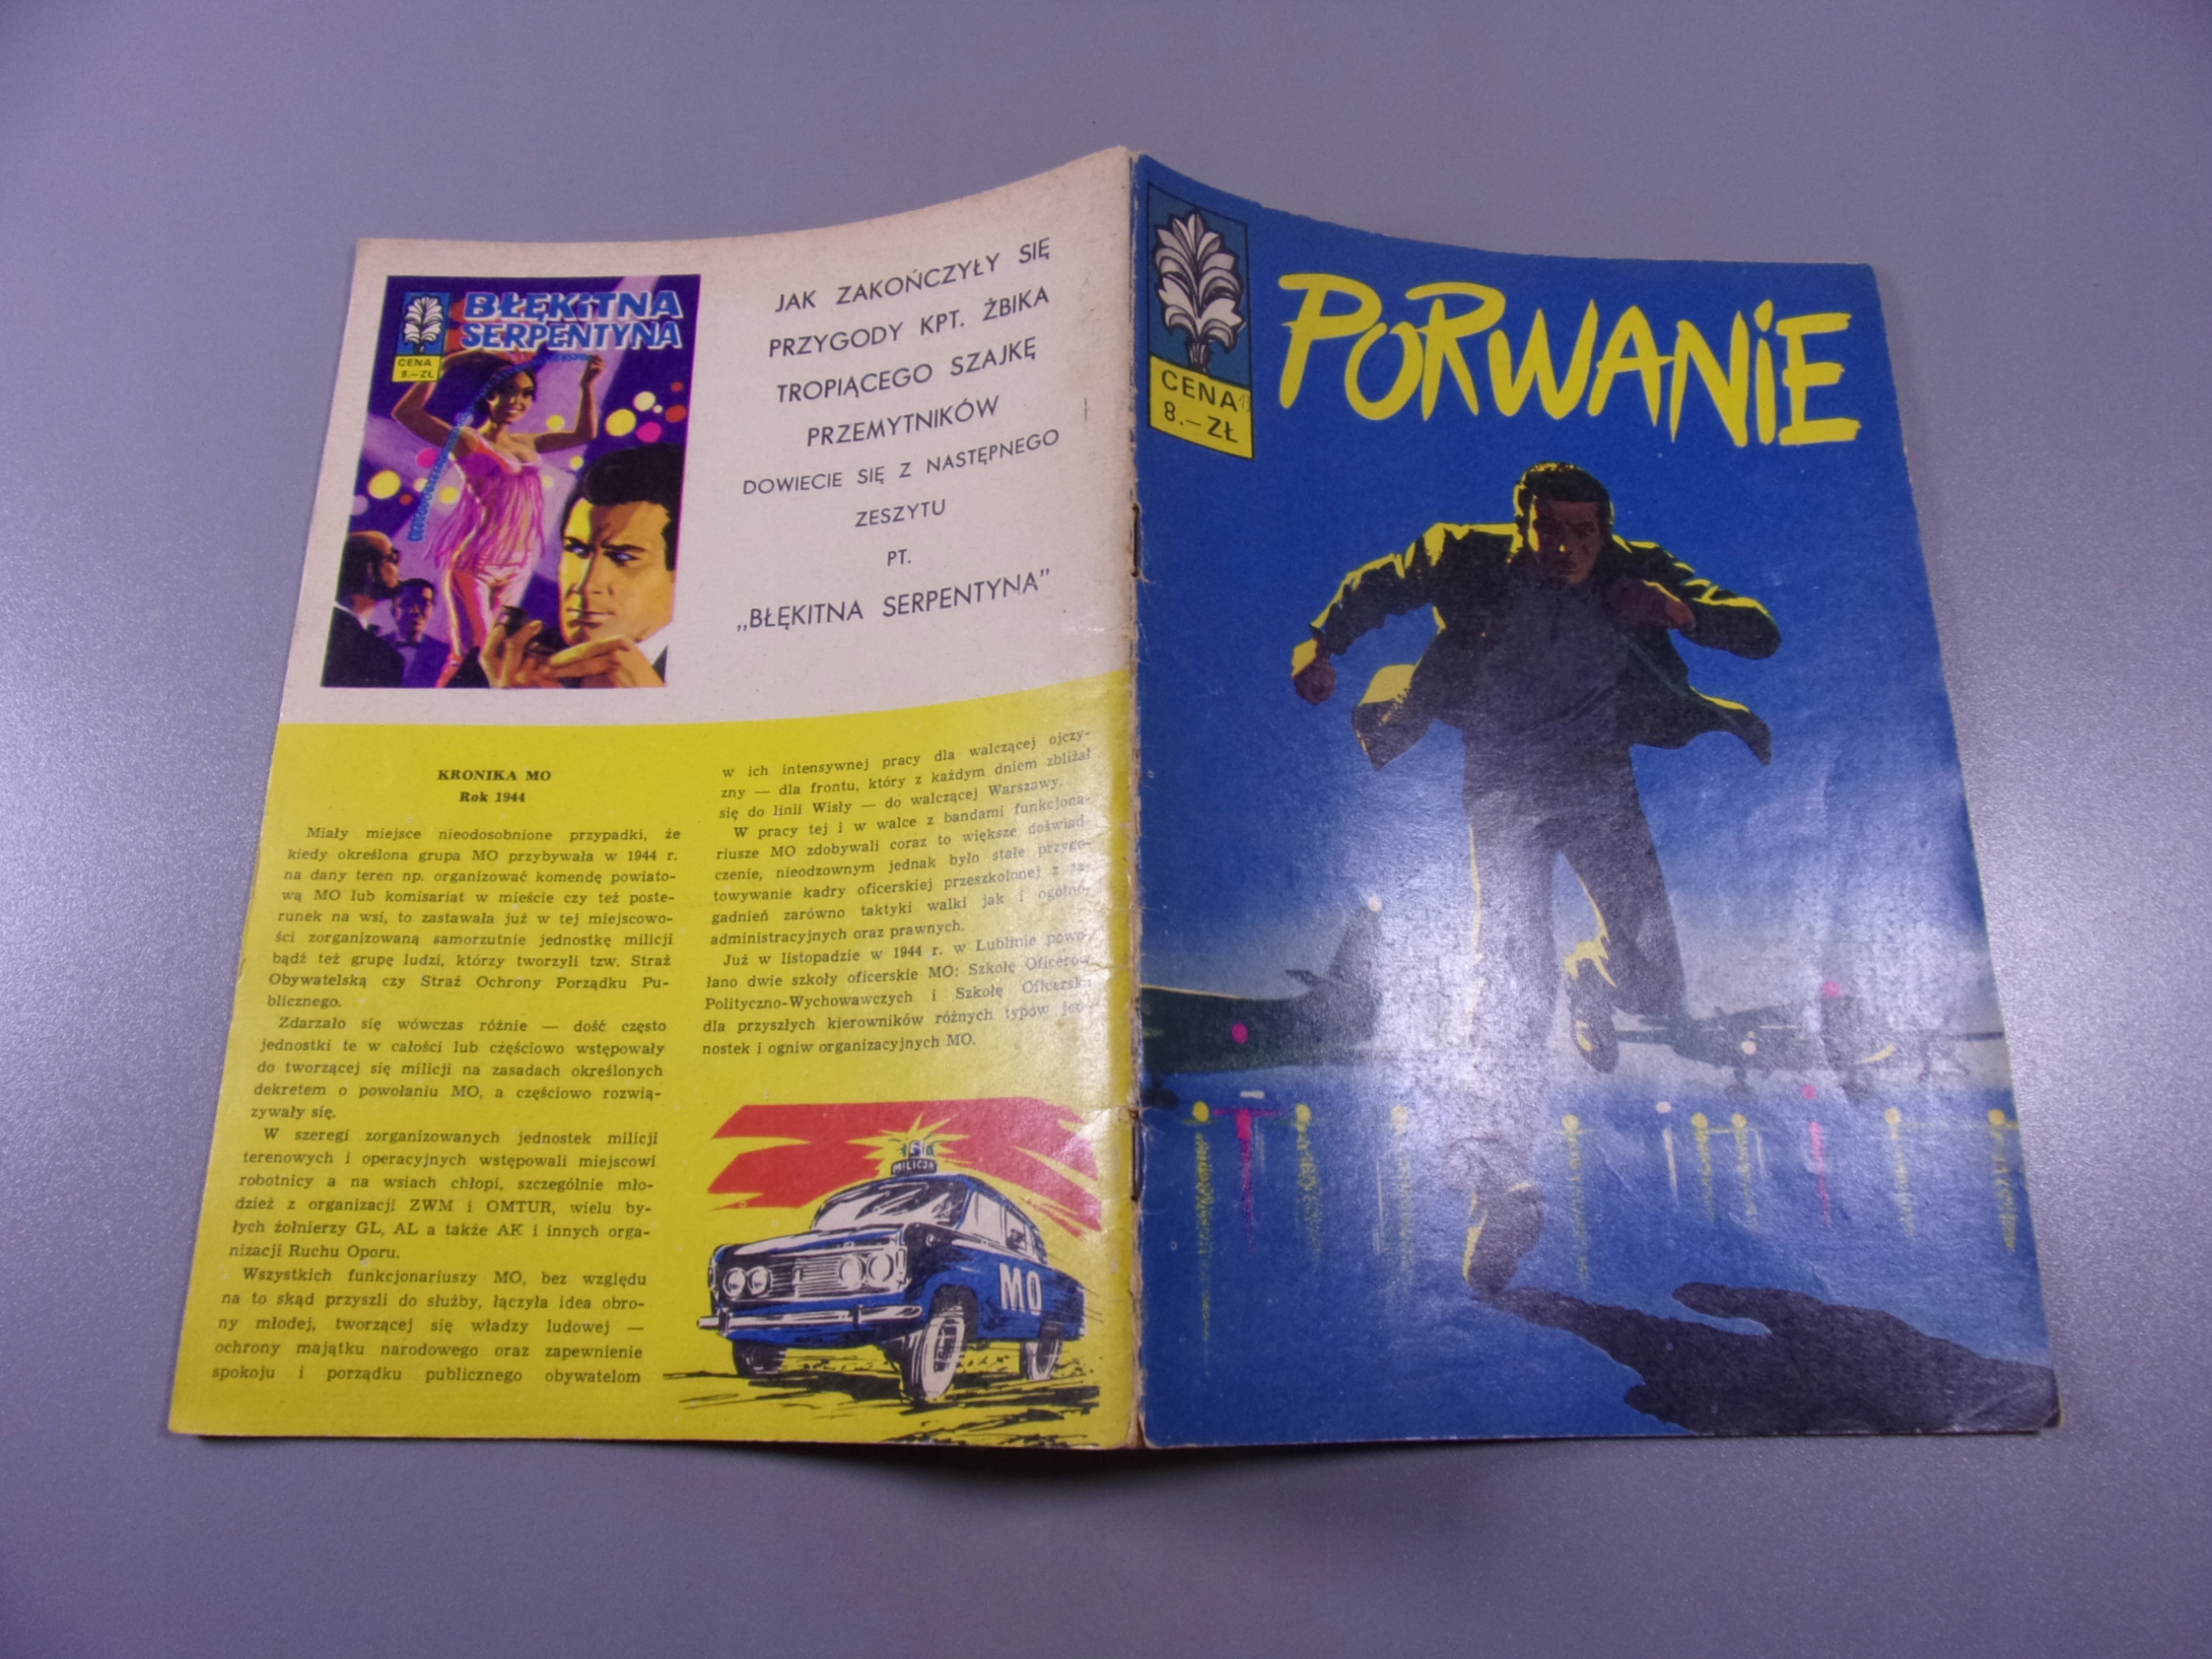 BŁĘKITNA
SERPENTYNA
CENA
8.– ZŁ
JAK ZAKOŃCZYŁY SIĘ
PRZYGODY KPT. ŻBIKA
TROPIĄCEGO SZAJKĘ
PRZEMYTNIKÓW
DOWIECIE SIĘ Z NASTĘPNEGO
ZESZYTU
PT.
„BŁĘKITNA SERPENTYNA”
KRONIKA MO
Rok 1944
Miały miejsce nieodosobnione przypadki, że
kiedy określona grupa MO przybywała w 1944 r.
na dany teren np. organizować komendę powiato-
wą MO lub komisariat w mieście czy też poste-
runek na wsi, to zastawała już w tej miejscowo-
ści zorganizowaną samorzutnie jednostkę milicji
bądź też grupę ludzi, którzy tworzyli tzw. Straż
Obywatelską czy Straż Ochrony Porządku Pu-
blicznego.
Zdarzało się wówczas różnie — dość często
jednostki te w całości lub częściowo wstępowały
do tworzącej się milicji na zasadach określonych
dekretem o powołaniu MO, a częściowo rozwią-
zywały się.
W szeregi zorganizowanych jednostek milicji
terenowych i operacyjnych wstępowali miejscowi
robotnicy a na wsiach chłopi, szczególnie mło-
dzież z organizacji ZWM i OMTUR, wielu by-
łych żołnierzy GL, AL a także AK i innych orga-
nizacji Ruchu Oporu.
Wszystkich funkcjonariuszy MO, bez względu
na to skąd przyszli do służby, łączyła idea obro-
ny młodej, tworzącej się władzy ludowej —
ochrony majątku narodowego oraz zapewnienie
spokoju i porządku publicznego obywatelom
w ich intensywnej pracy dla walczącej ojczy-
zny — dla frontu, który z każdym dniem zbliżał
się do linii Wisły — do walczącej Warszawy.
W pracy tej i w walce z bandami funkcjona-
riusze MO zdobywali coraz to większe doświad-
czenie, nieodzownym jednak było stałe przygo-
towywanie kadry oficerskiej przeszkolonej z za-
gadnień zarówno taktyki walki jak i ogólno-
administracyjnych oraz prawnych.
Już w listopadzie w 1944 r. w Lublinie powo-
łano dwie szkoły oficerskie MO: Szkołę Oficerów
Polityczno-Wychowawczych i Szkołę Oficerską
dla przyszłych kierowników różnych typów jed-
nostek i ogniw organizacyjnych MO.
MILICJA
MO
CENA
8.– ZŁ
PORWANiE